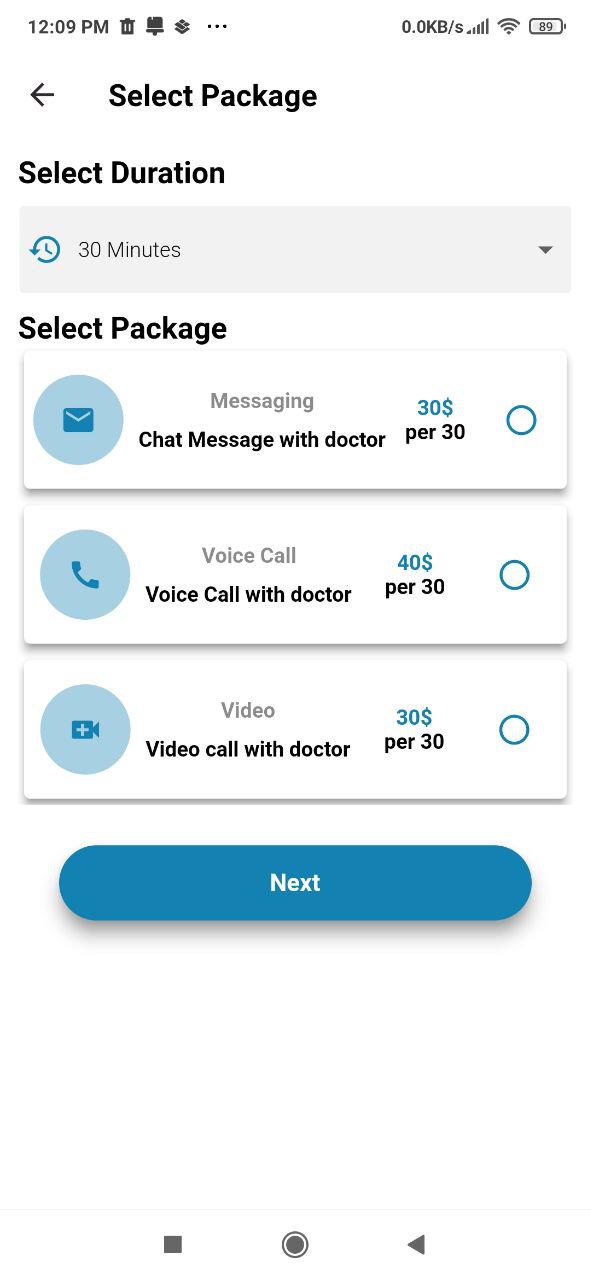 12:09 PM ... 0.0KB/s 89
Select Package
Select Duration
30 Minutes
Select Package
Messaging
Chat Message with doctor
30$
per 30
Voice Call
Voice Call with doctor
40$
per 30
Video
Video call with doctor
30$
per 30
Next